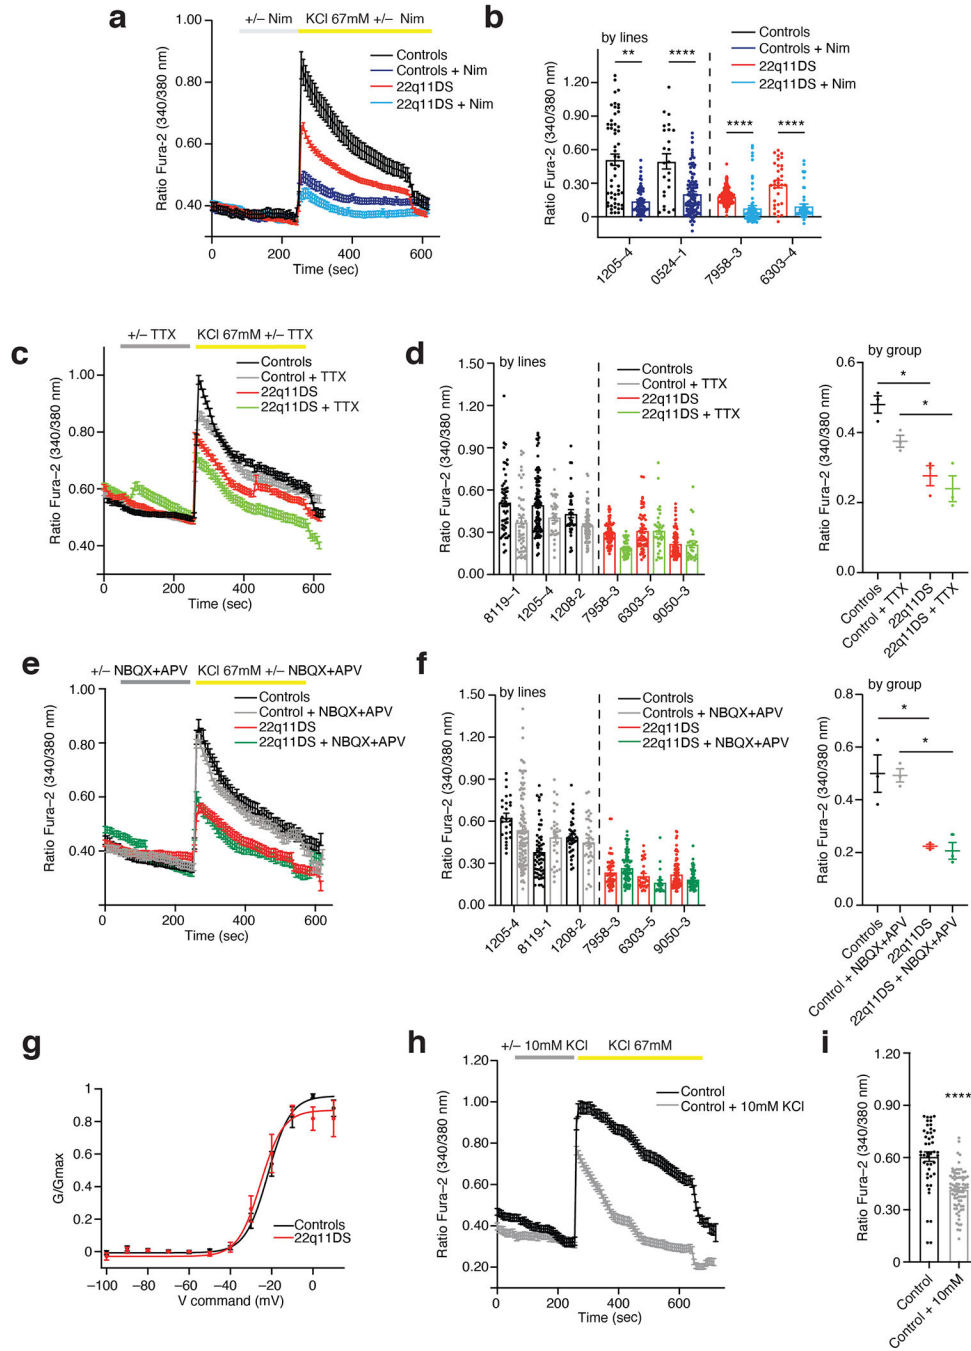 a
+/– Nim
KCl 67mM +/– Nim
Ratio Fura-2 (340/380 nm)
1.00
0.80
0.60
0.40
0
200
400
600
Time (sec)
Controls
Controls + Nim
22q11DS
22q11DS + Nim
b
by lines
Controls
Controls + Nim
22q11DS
22q11DS + Nim
Ratio Fura-2 (340/380 nm)
1.20
0.90
0.60
0.30
0
**
****
****
****
1205–4
0524–1
7958–3
6303–4
c
+/– TTX
KCl 67mM +/– TTX
Ratio Fura–2 (340/380 nm)
1.00
0.80
0.60
0.40
0
200
400
600
Time (sec)
Controls
Control + TTX
22q11DS
22q11DS + TTX
d
by lines
Controls
Control + TTX
22q11DS
22q11DS + TTX
Ratio Fura–2 (340/380 nm)
1.50
1.20
0.90
0.60
0.30
0.00
8119–1
1205–4
1208–2
7958–3
6303–5
9050–3
by group
Ratio Fura–2 (340/380 nm)
0.6
0.4
0.2
0.0
*
*
Controls
Control + TTX
22q11DS
22q11DS + TTX
e
+/– NBQX+APV
KCl 67mM +/– NBQX+APV
Ratio Fura–2 (340/380 nm)
1.00
0.80
0.60
0.40
0
200
400
600
Time (sec)
Controls
Control + NBQX+APV
22q11DS
22q11DS + NBQX+APV
f
by lines
Controls
Controls + NBQX+APV
22q11DS
22q11DS + NBQX+APV
Ratio Fura–2 (340/380 nm)
1.50
1.20
0.90
0.60
0.30
0.00
1205–4
8119–1
1208-2
7958–3
6303–5
9050–3
by group
Ratio Fura–2 (340/380 nm)
0.8
0.6
0.4
0.2
0.0
*
*
Controls
Control + NBQX+APV
22q11DS
22q11DS + NBQX+APV
g
G/Gmax
1
0.8
0.6
0.4
0.2
0
–100
–80
–60
–40
–20
0
V command (mV)
Controls
22q11DS
h
+/– 10mM KCl
KCl 67mM
Ratio Fura–2 (340/380 nm)
1.20
1.00
0.80
0.60
0.40
0.20
0
200
400
600
Time (sec)
Control
Control + 10mM KCl
i
Ratio Fura–2 (340/380 nm)
1.20
0.90
0.60
0.30
0.00
****
Control
Control + 10mM